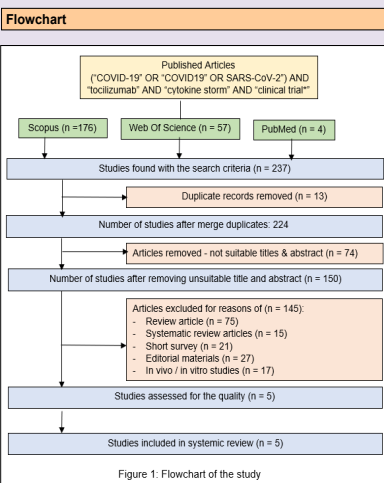 Flowchart
Published Articles
("COVID-19" OR "COVID19" OR SARS-CoV-2") AND
"tocilizumab" AND "cytokine storm" AND "clinical trial*"
Scopus (n =176)
Web Of Science (n = 57)
PubMed (n = 4)
Studies found with the search criteria (n = 237)
Duplicate records removed (n = 13)
Number of studies after merge duplicates: 224
Articles removed - not suitable titles & abstract (n = 74)
Number of studies after removing unsuitable title and abstract (n = 150)
Articles excluded for reasons of (n = 145):
- Review article (n = 75)
- Systematic review articles (n = 15)
- Short survey (n = 21)
- Editorial materials (n = 27)
- In vivo / in vitro studies (n = 17)
Studies assessed for the quality (n = 5)
Studies included in systemic review (n = 5)
Figure 1: Flowchart of the study